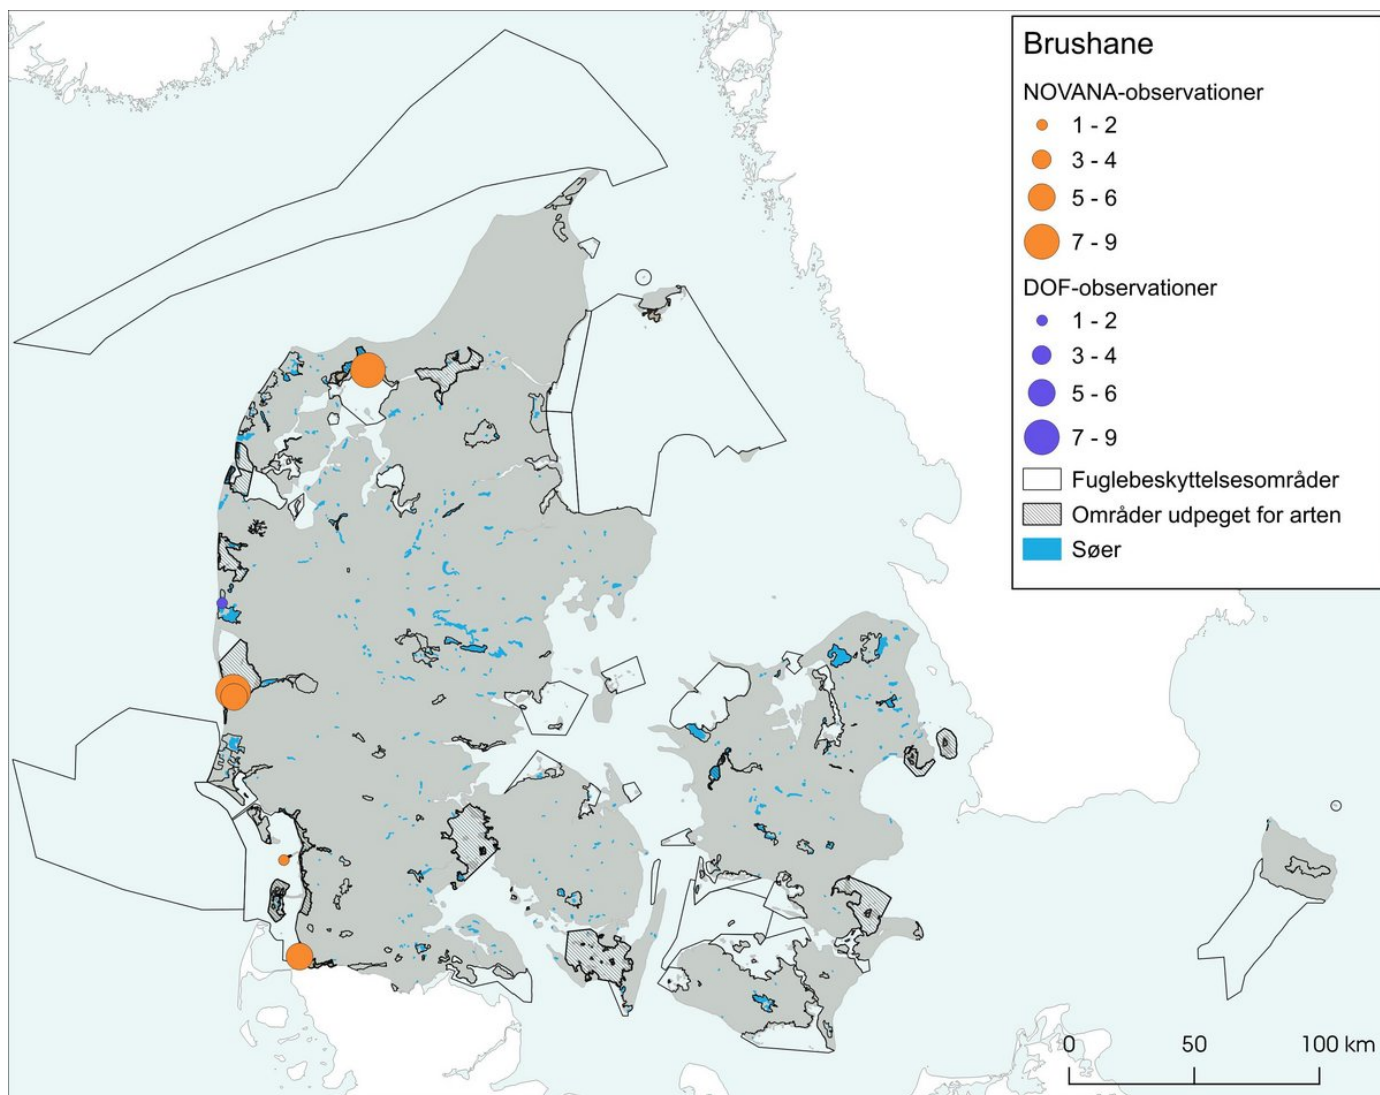 Brushane
NOVANA-observationer
1 - 2
3 - 4
5 - 6
7 - 9
DOF-observationer
1 - 2
3 - 4
5 - 6
7 - 9
Fuglebeskyttelsesområder
Områder udpeget for arten
Søer
0 50 100 km